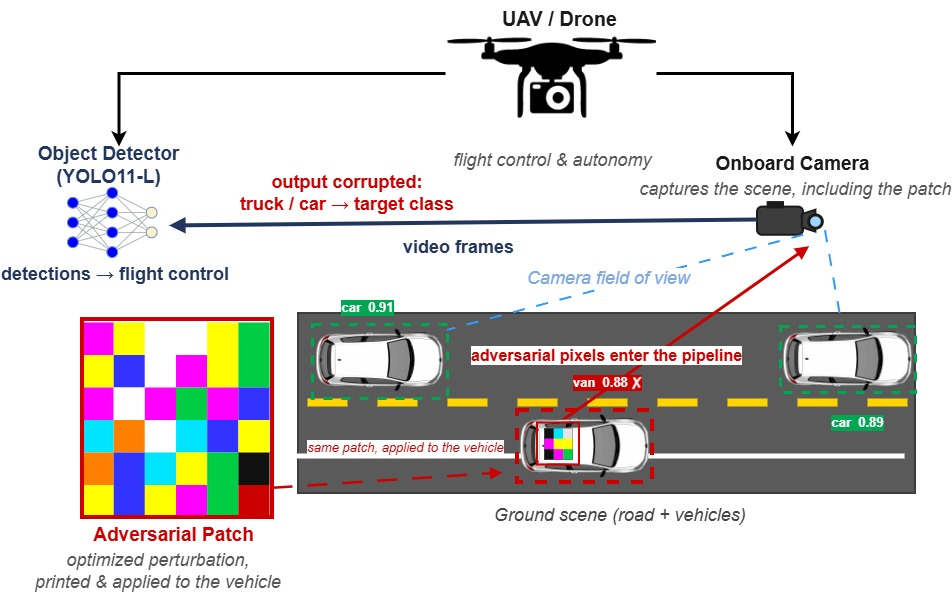 UAV / Drone
Object Detector
(YOLO11-L)
flight control & autonomy
Onboard Camera
captures the scene, including the patch
output corrupted:
truck / car → target class
video frames
detections → flight control
Camera field of view
car 0.91
adversarial pixels enter the pipeline
van 0.88 ✗
car 0.89
same patch, applied to the vehicle
Ground scene (road + vehicles)
Adversarial Patch
optimized perturbation,
printed & applied to the vehicle